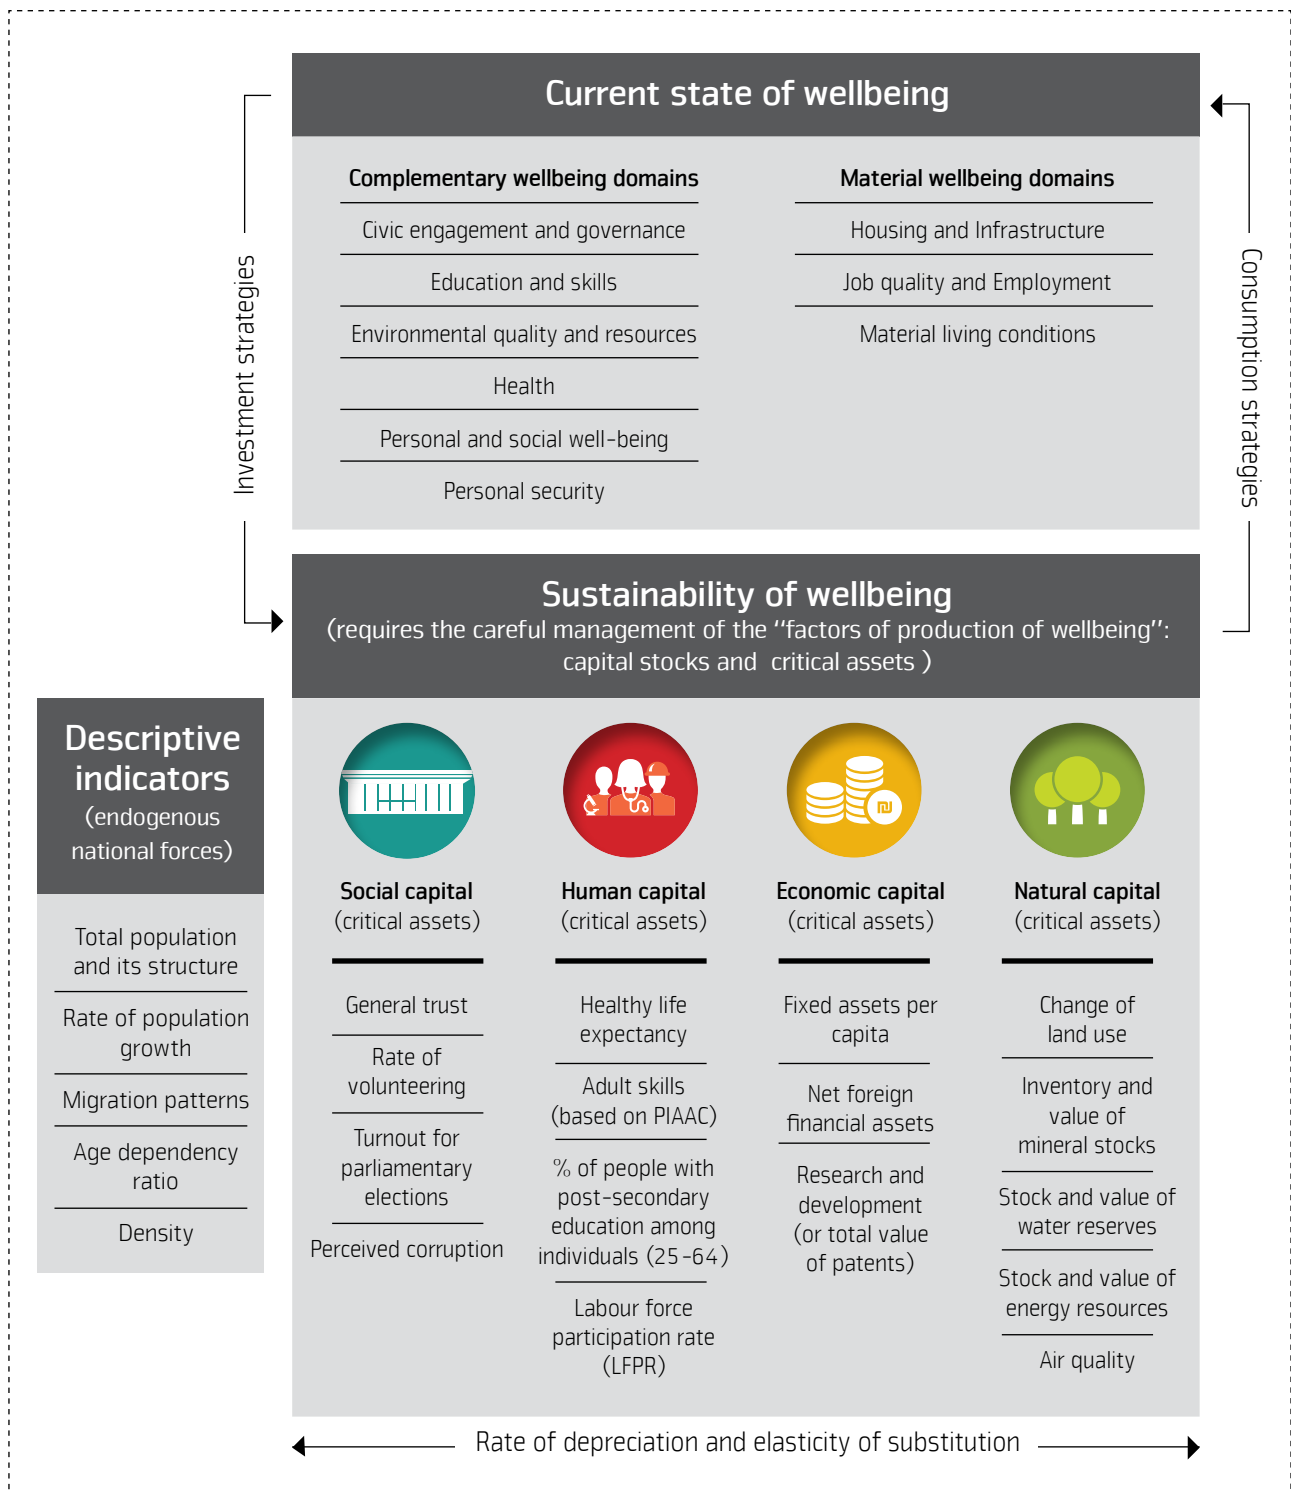 Current state of wellbeing
Complementary wellbeing domains
Civic engagement and governance
Education and skills
Environmental quality and resources
Health
Personal and social well-being
Personal security
Material wellbeing domains
Housing and Infrastructure
Job quality and Employment
Material living conditions
Investment strategies
Consumption strategies
Sustainability of wellbeing
(requires the careful management of the “factors of production of wellbeing”:
capital stocks and critical assets )
Descriptive
indicators
(endogenous
national forces)
Total population
and its structure
Rate of population
growth
Migration patterns
Age dependency
ratio
Density
Social capital
(critical assets)
General trust
Rate of
volunteering
Turnout for
parliamentary
elections
Perceived corruption
Human capital
(critical assets)
Healthy life
expectancy
Adult skills
(based on PIAAC)
% of people with
post-secondary
education among
individuals (25-64)
Labour force
participation rate
(LFPR)
₪
Economic capital
(critical assets)
Fixed assets per
capita
Net foreign
financial assets
Research and
development
(or total value
of patents)
Natural capital
(critical assets)
Change of
land use
Inventory and
value of
mineral stocks
Stock and value of
water reserves
Stock and value of
energy resources
Air quality
Rate of depreciation and elasticity of substitution